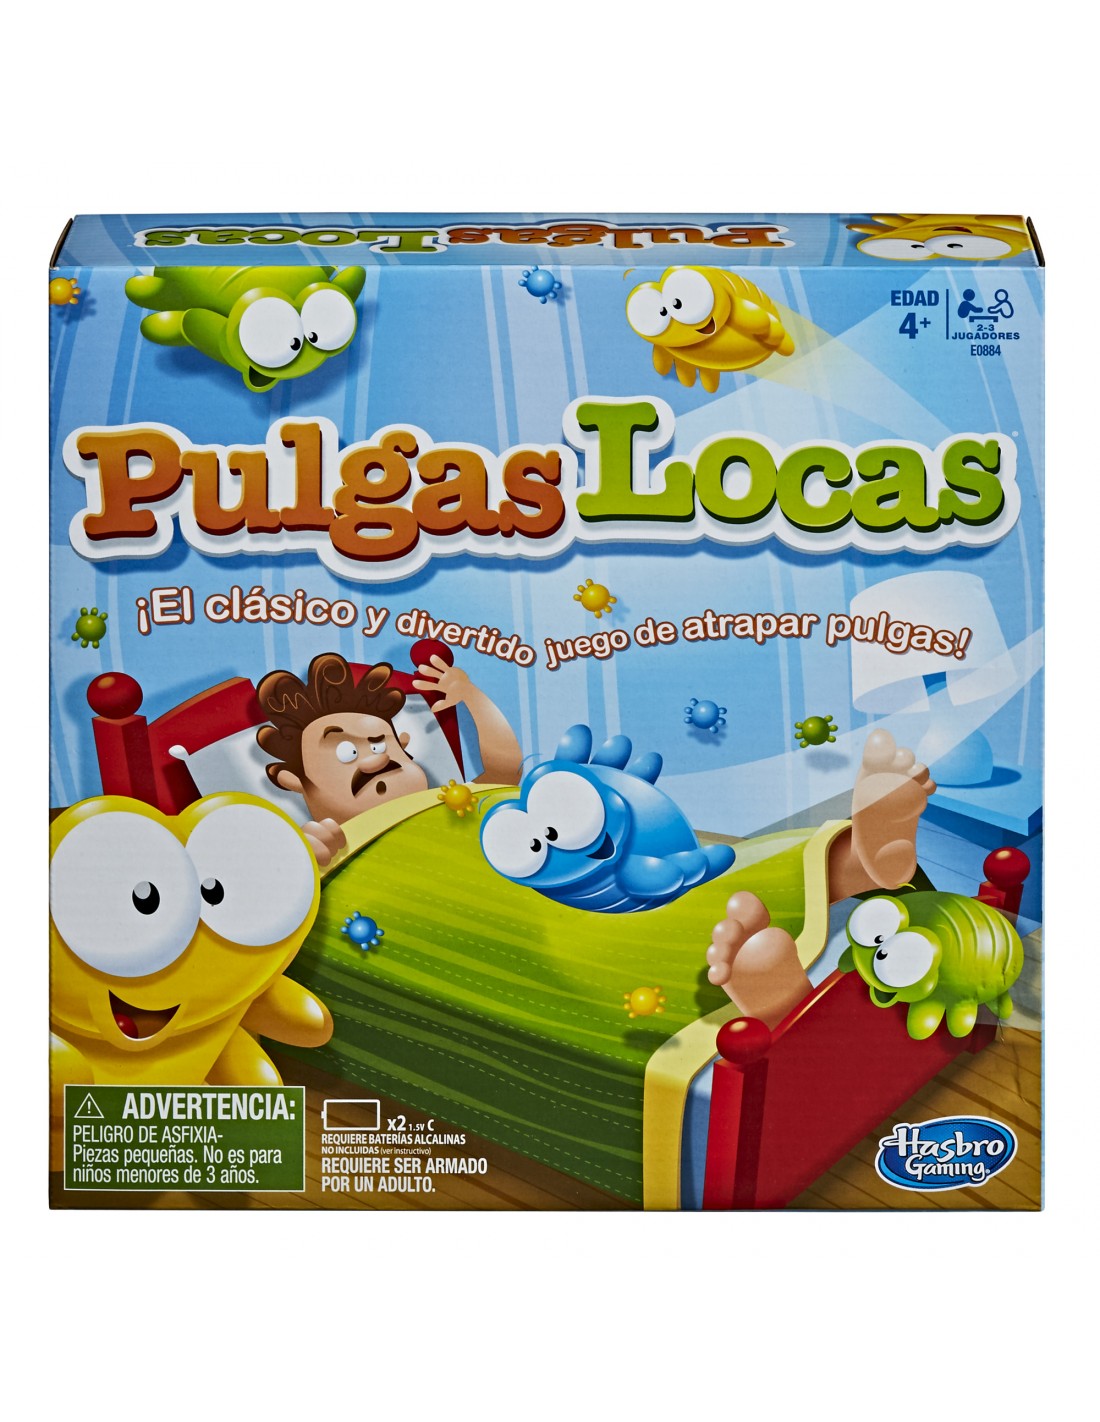 Pulgas Locas
EDAD
4+
2-3
JUGADORES
E0884
Pulgas Locas
¡El clásico y divertido juego de atrapar pulgas!
ADVERTENCIA:
PELIGRO DE ASFIXIA-
Piezas pequeñas. No es para
niños menores de 3 años.
x2 1.5V C
REQUIERE BATERÍAS ALCALINAS
NO INCLUIDAS (ver instructivo)
REQUIERE SER ARMADO
POR UN ADULTO.
Hasbro
Gaming